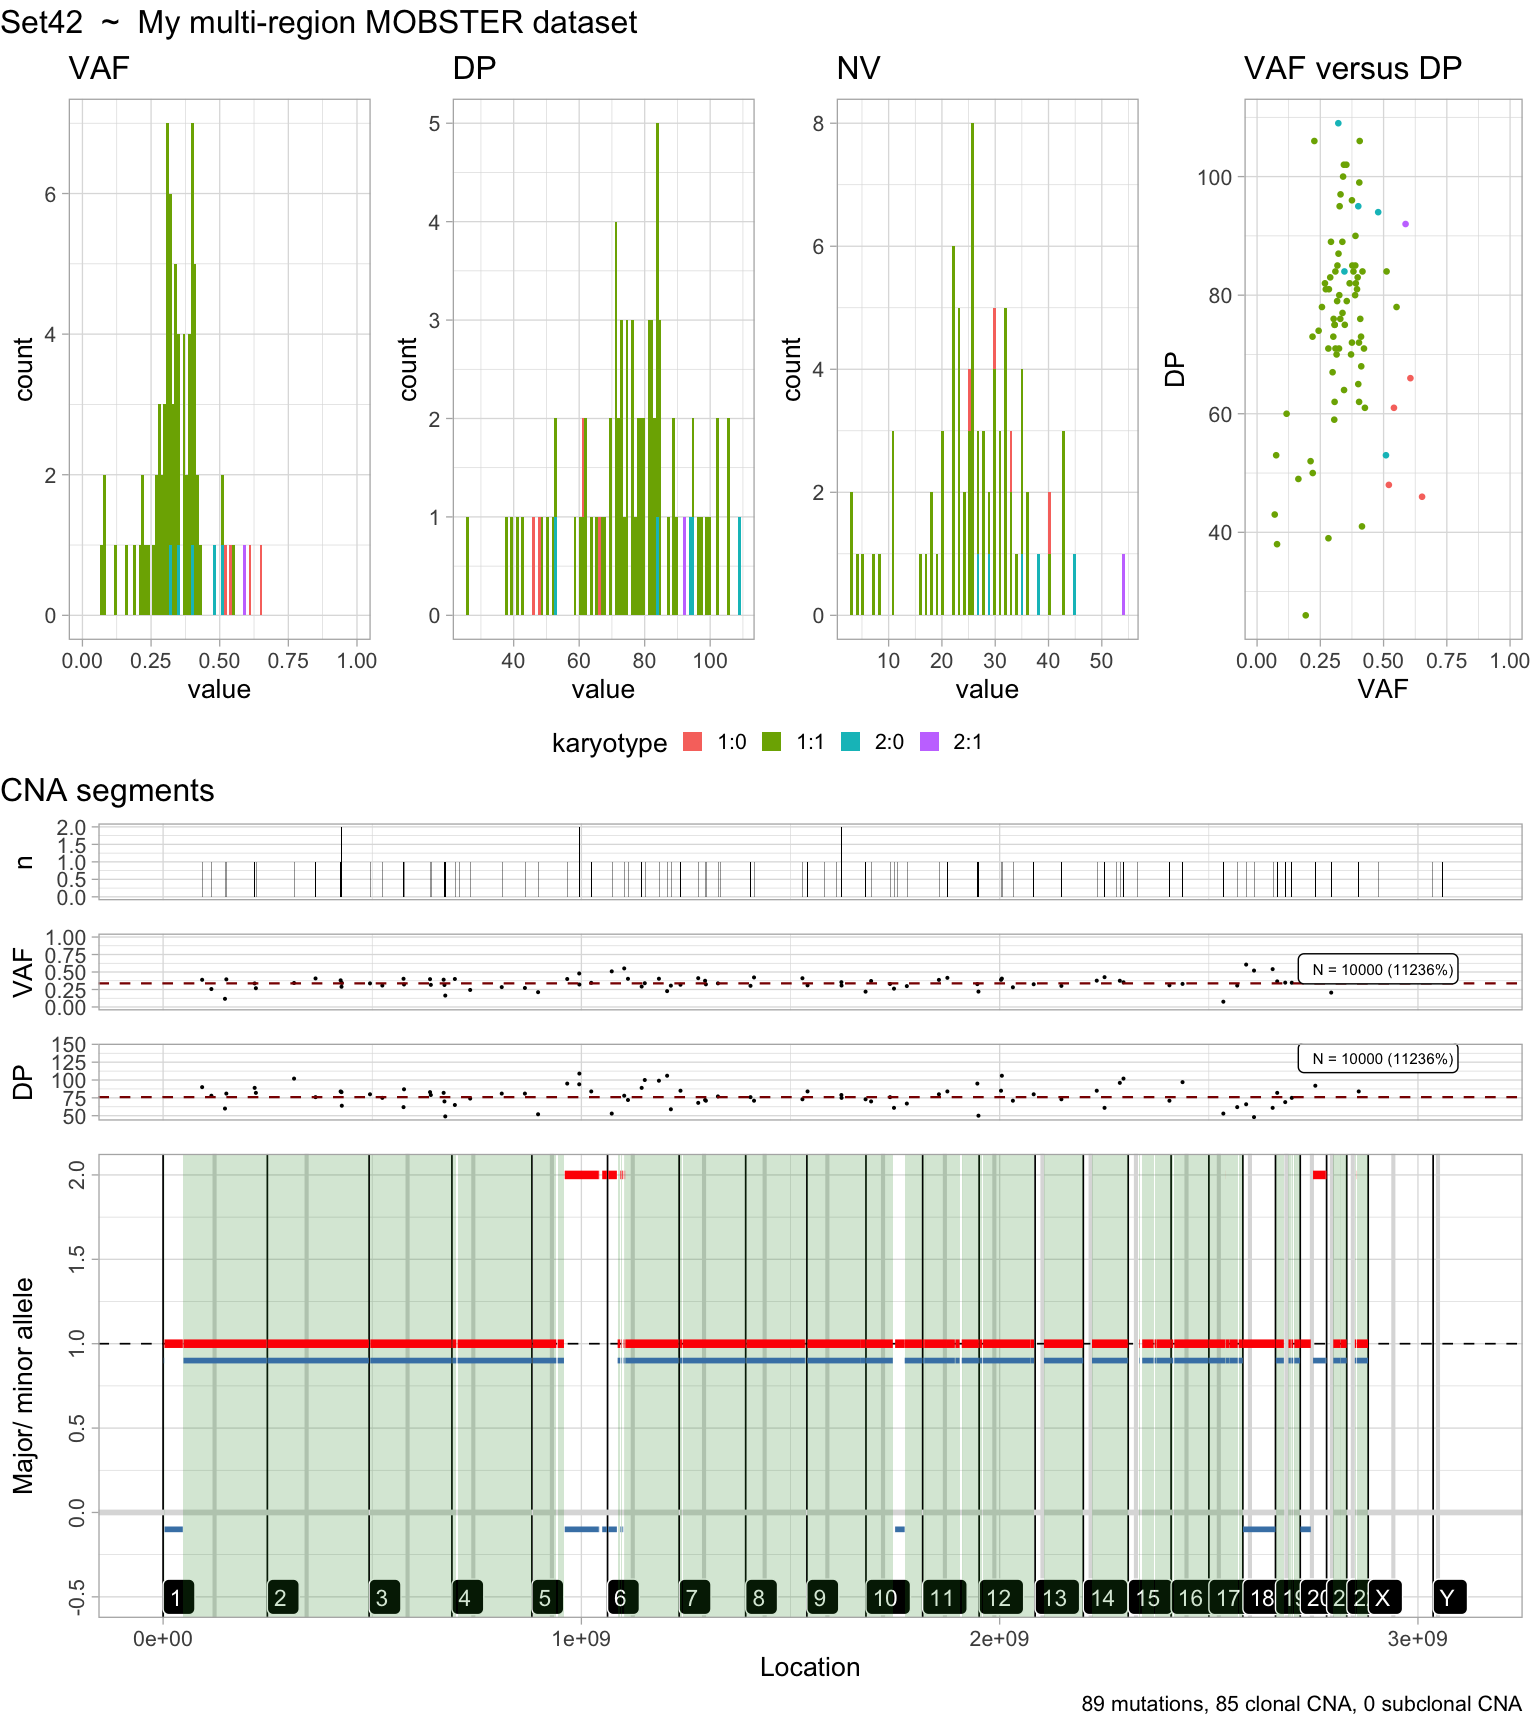 Set42 ~ My multi-region MOBSTER dataset
VAF
DP
NV
VAF versus DP
count
6
4
2
0
0.00 0.25 0.50 0.75 1.00
value
count
5
4
3
2
1
0
40 60 80 100
value
count
8
6
4
2
0
10 20 30 40 50
value
DP
100
80
60
40
0.00 0.25 0.50 0.75 1.00
VAF
karyotype 1:0 1:1 2:0 2:1
CNA segments
n
2.0
1.5
1.0
0.5
0.0
VAF
1.00
0.75
0.50
0.25
0.00
N = 10000 (11236%)
DP
150
125
100
75
50
N = 10000 (11236%)
Major/ minor allele
2.0
1.5
1.0
0.5
0.0
-0.5
1 2 3 4 5 6 7 8 9 10 11 12 13 14 15 16 17 18 19 20 2 2 X Y
0e+00 1e+09 2e+09 3e+09
Location
89 mutations, 85 clonal CNA, 0 subclonal CNA